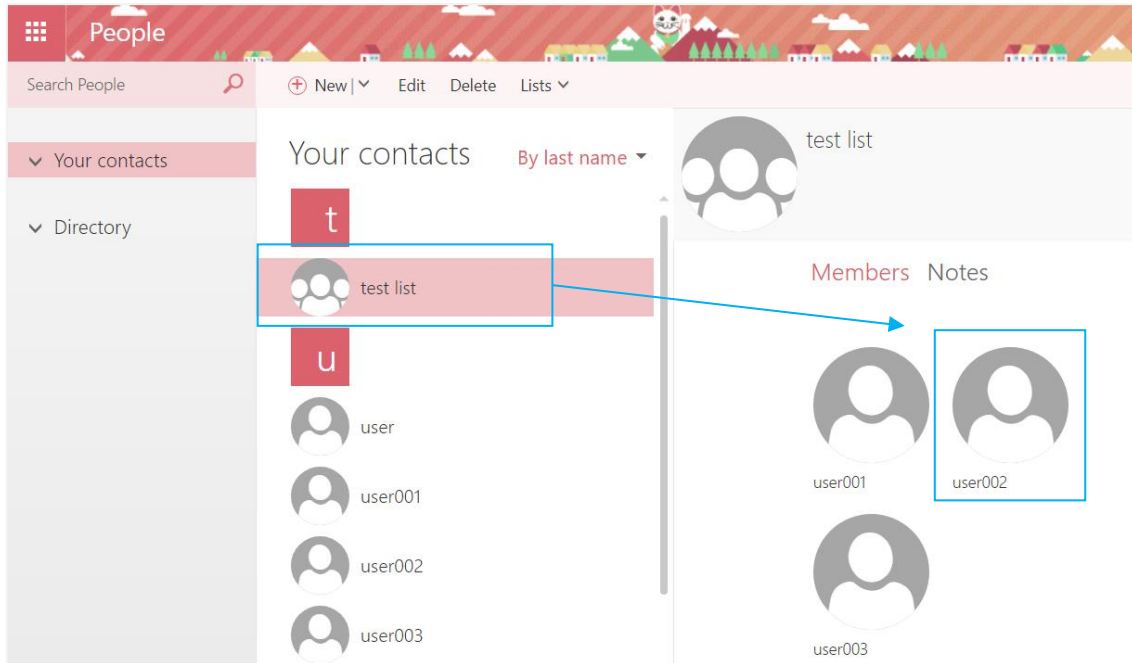 People
Search People
New
Edit
Delete
Lists
Your contacts
Directory
Your contacts
By last name
t
test list
u
user
user001
user002
user003
test list
Members
Notes
user001
user002
user003